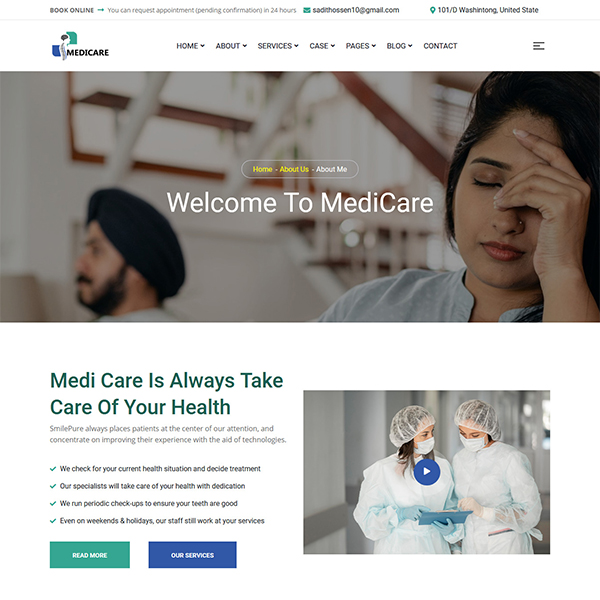 BOOK ONLINE → You can request appointment (pending confirmation) in 24 hours sadithossen10@gmail.com 101/D Washintong, United State
MEDICARE HOME ABOUT SERVICES CASE PAGES BLOG CONTACT
Home - About Us - About Me
Welcome To MediCare
Medi Care Is Always Take
Care Of Your Health
SmilePure always places patients at the center of our attention, and
concentrate on improving their experience with the aid of technologies.
We check for your current health situation and decide treatment
Our specialists will take care of your health with dedication
We run periodic check-ups to ensure your teeth are good
Even on weekends & holidays, our staff still work at your services
READ MORE OUR SERVICES